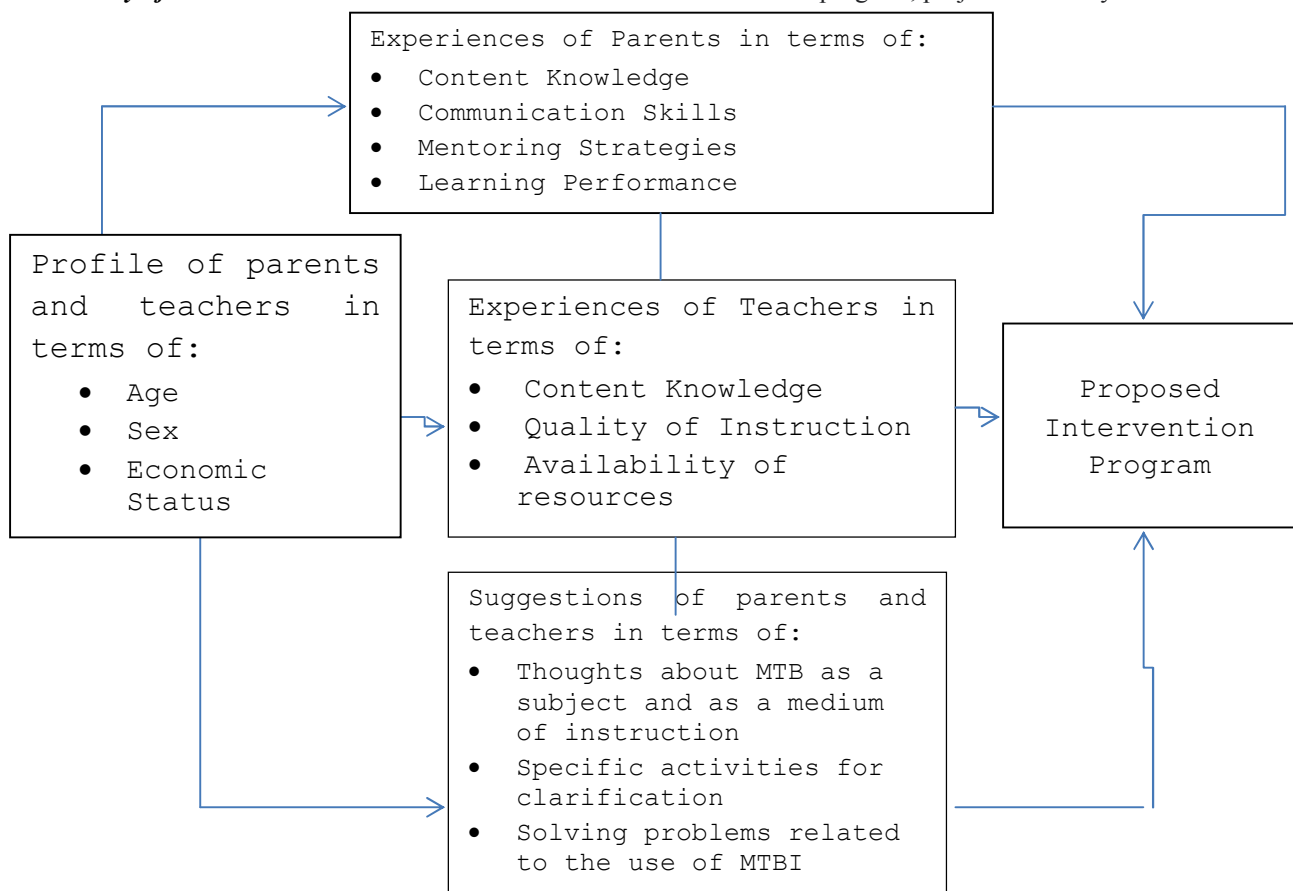 Experiences of Parents in terms of:
• Content Knowledge
• Communication Skills
• Mentoring Strategies
• Learning Performance
Profile of parents
and teachers in
terms of:
• Age
• Sex
• Economic
Status
Experiences of Teachers in
terms of:
• Content Knowledge
• Quality of Instruction
• Availability of
resources
Proposed
Intervention
Program
Suggestions of parents and
teachers in terms of:
• Thoughts about MTB as a
subject and as a medium
of instruction
• Specific activities for
clarification
• Solving problems related
to the use of MTBI